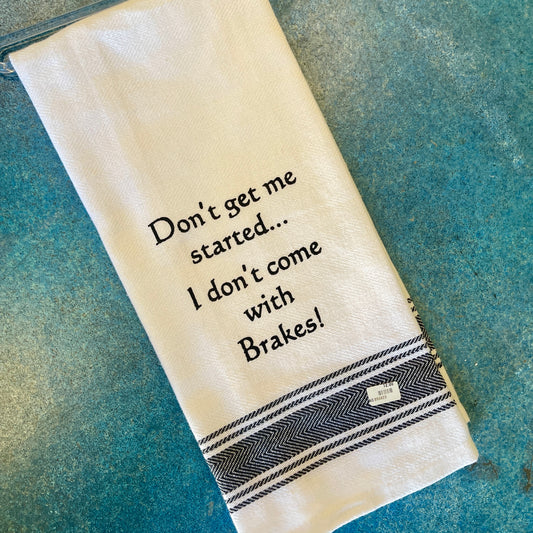 Don't get me
started...
I don't come
with
Brakes!